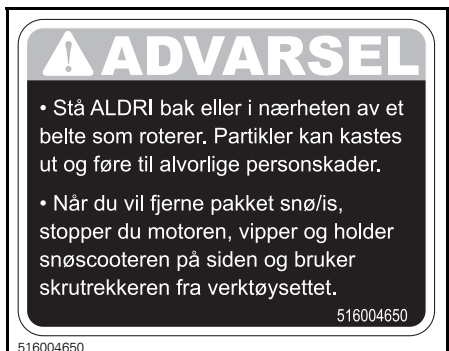 ADVARSEL
• Stå ALDRI bak eller i nærheten av et
belte som roterer. Partikler kan kastes
ut og føre til alvorlige personskader.
• Når du vil fjerne pakket snø/is,
stopper du motoren, vipper og holder
snøscooteren på siden og bruker
skrutrekkeren fra verktøysettet.
516004650
516004650